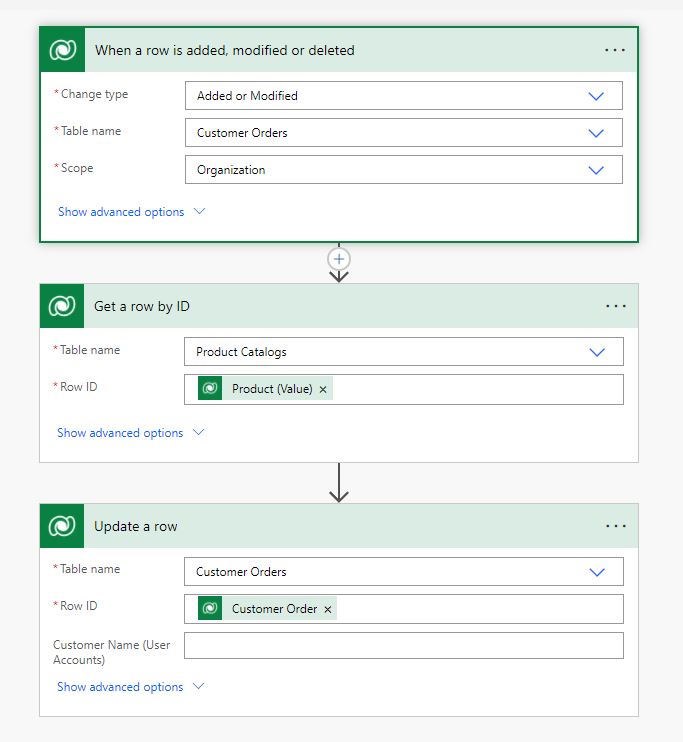 When a row is added, modified or deleted
* Change type
Added or Modified
* Table name
Customer Orders
* Scope
Organization
Show advanced options
Get a row by ID
* Table name
Product Catalogs
* Row ID
Product (Value) ×
Show advanced options
Update a row
* Table name
Customer Orders
* Row ID
Customer Order ×
Customer Name (User
Accounts)
Show advanced options